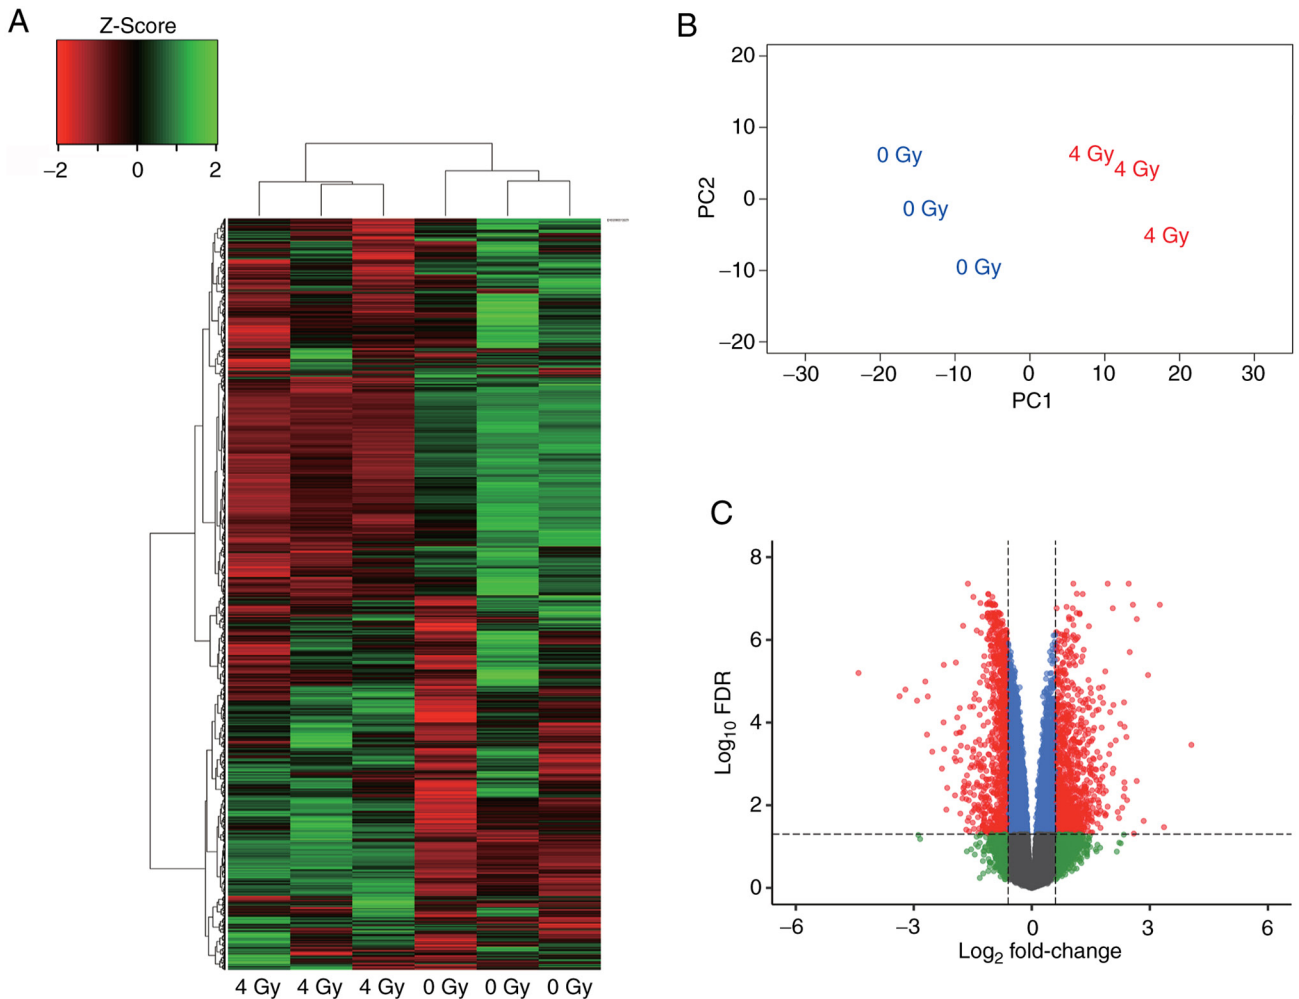 A
Z-Score
−2 0 2
4 Gy 4 Gy 4 Gy 0 Gy 0 Gy 0 Gy
B
PC2
20
10
0
−10
−20
0 Gy
0 Gy
0 Gy
4 Gy
4 Gy
4 Gy
−30 −20 −10 0 10 20 30
PC1
C
Log10 FDR
8
6
4
2
0
−6 −3 0 3 6
Log2 fold-change